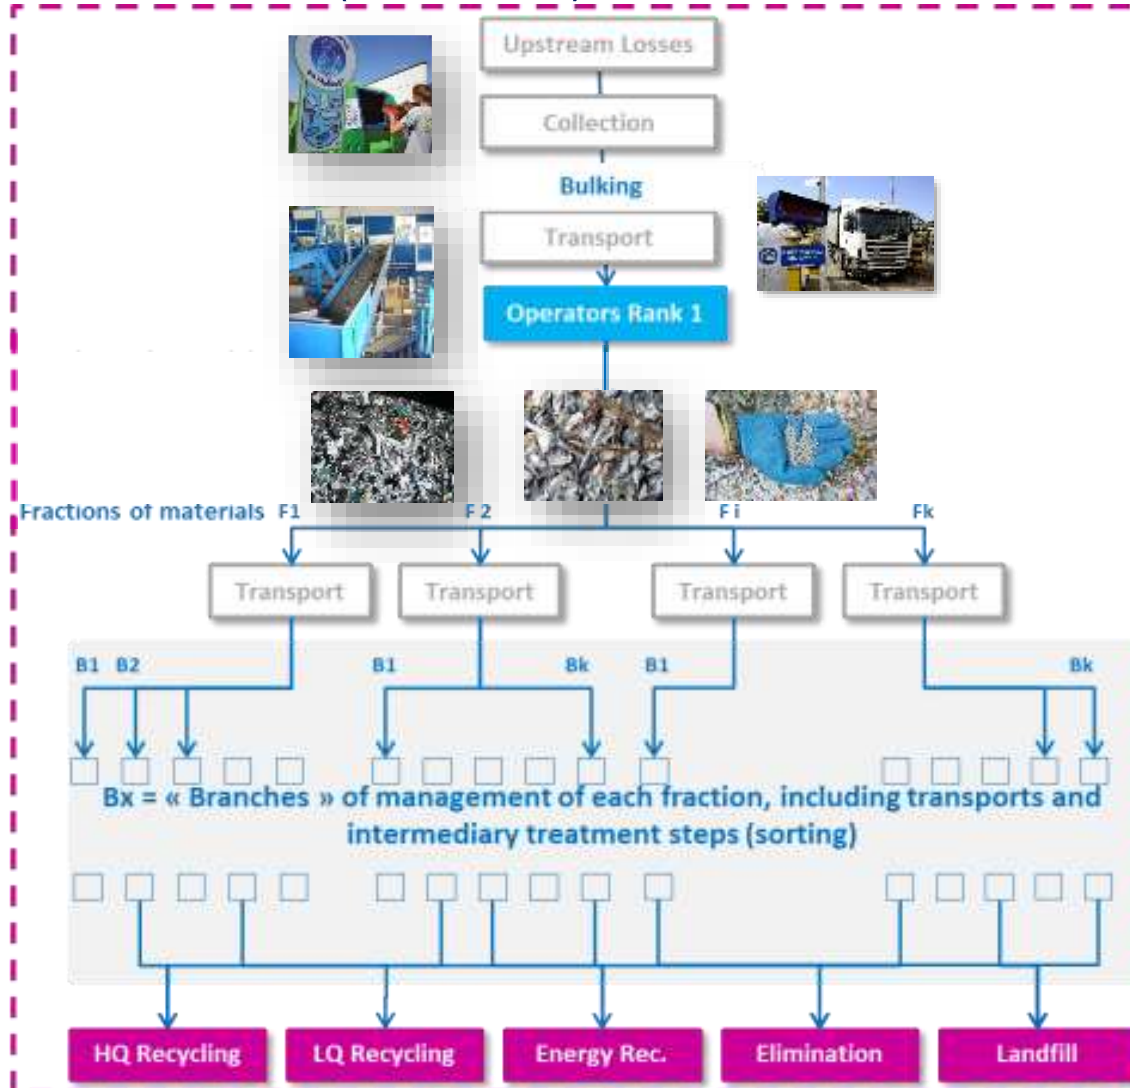 Upstream Losses
Collection
Bulking
Transport
Operators Rank 1
Fractions of materials F1 F 2 F i Fk
Transport Transport Transport Transport
B1 B2 B1 Bk B1 Bk
Bx = « Branches » of management of each fraction, including transports and
intermediary treatment steps (sorting)
HQ Recycling LQ Recycling Energy Rec. Elimination Landfill